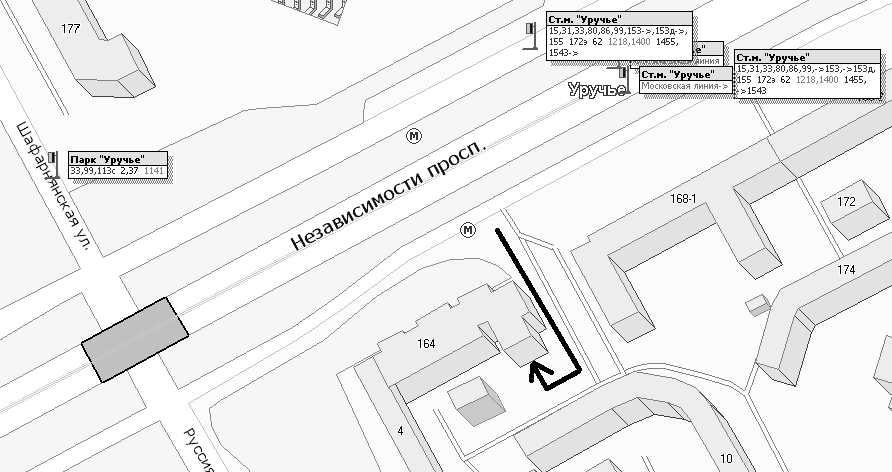 177
Ст.м. "Уручье"
15,31,33,80,86,99,153->,153д->,
155 172э 62 1218,1400 1455,
1543->
Ст.м. "Уручье"
Московская линия->
Ст.м. "Уручье"
15,31,33,80,86,99,->153,->153д,
155 172э 62 1218,1400 1455,
->1543
Уручье
М
Шафарнянская ул.
Парк "Уручье"
33,99,113с 2,37 1141
Независимости просп.
М
168-1
172
174
164
4
10